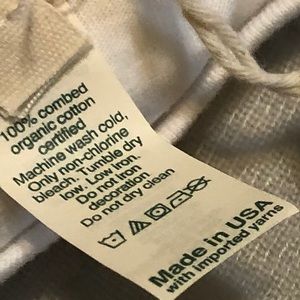 100% combed
organic cotton
certified
Machine wash cold,
Only non-chlorine
bleach. Tumble dry
low. Low iron.
Do not iron
decoration
Do not dry clean
Made in USA
with imported yarns